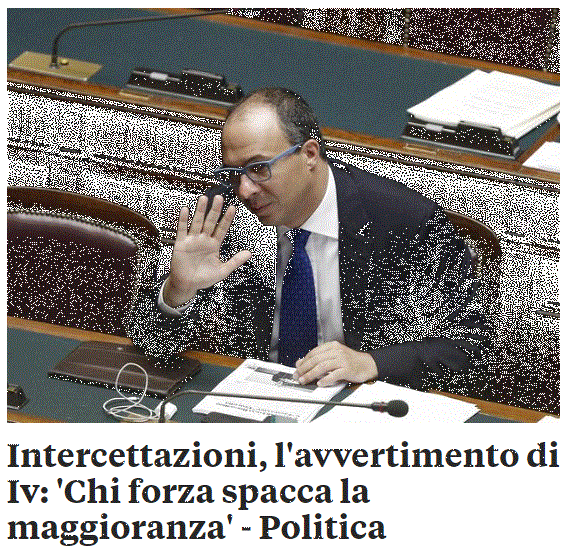 Intercettazioni, l'avvertimento di
Iv: 'Chi forza spacca la
maggioranza' - Politica